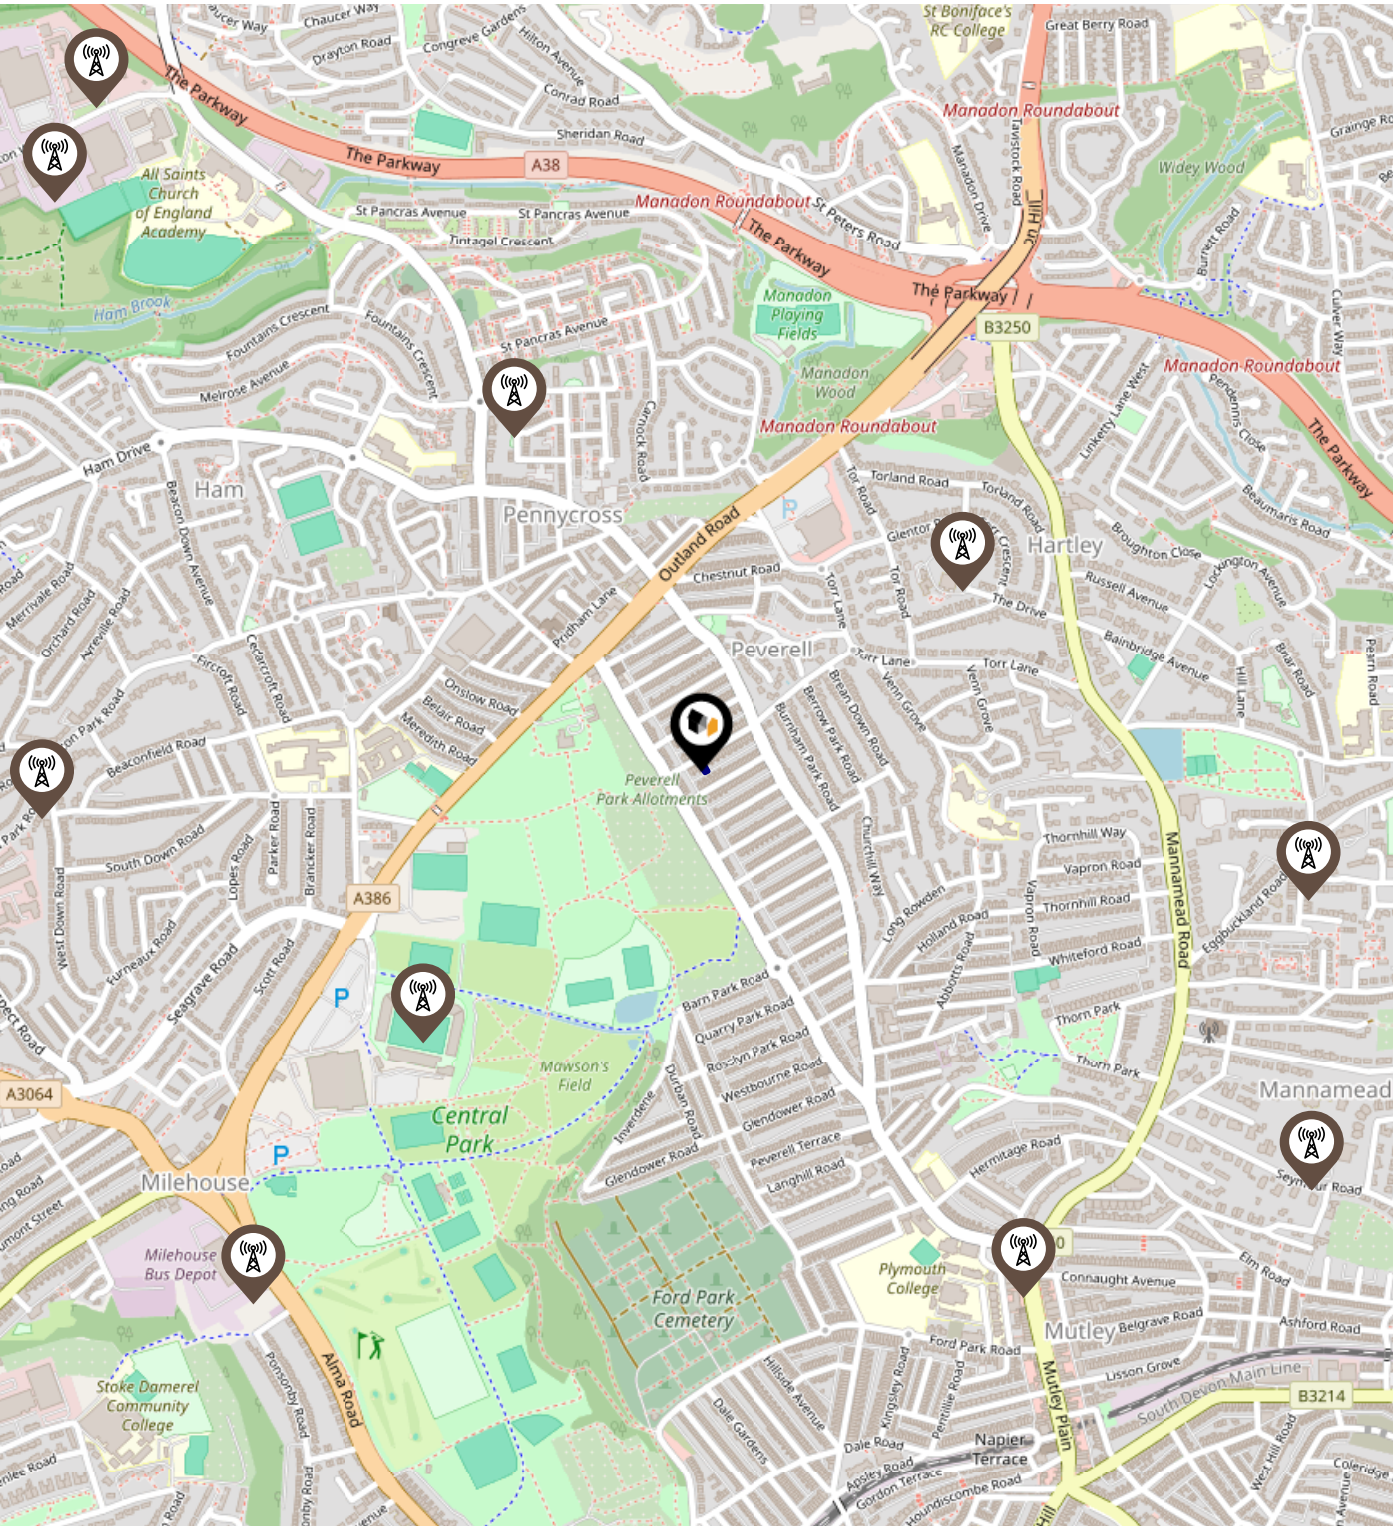 Chaucer Way
St Boniface's
RC College
Great Berry Road
Drayton Road
Congreve Gardens
Hilton Avenue
The Parkway
Conrad Road
Manadon Roundabout
Sheridan Road
Tavistock Road
The Parkway
A38
Manadon Drive
Widey Wood
All Saints
Church
of England
Academy
St Pancras Avenue
St Pancras Avenue
Manadon Roundabout
St Peters Road
Tintagel Crescent
The Parkway
Burnett Road
Ham Brook
Fountains Crescent
Fountains Crescent
Manadon
Playing
Fields
The Parkway
B3250
Culver Way
St Pancras Avenue
Melrose Avenue
Manadon
Wood
Manadon Roundabout
Linketty Lane West
Pendennis Close
Carnock Road
Manadon Roundabout
The Parkway
Ham Drive
Ham
Beacon Down Avenue
Pennycross
P
Tor Road
Torland Road
Torland Road
Beaumaris Road
Outland Road
Hartley
Broughton Close
Lockington Avenue
Chestnut Road
Merrivale Road
Orchard Road
Ayreville Road
Pridham Lane
Torr Lane
Tor Road
The Drive
Russell Avenue
Bainbridge Avenue
Peverell
Torr Lane
Torr Lane
Cedarcroft Road
Fircroft Road
Onslow Road
Belair Road
Meredith Road
Burnham Park Road
Berrow Park Road
Brean Down Road
Venn Grove
Venn Grove
Hill Lane
Briar Road
Pearn Road
Beaconfield Road
Peverell
Park Allotments
South Down Road
Lopes Road
Parker Road
Brancker Road
Churchill Way
Thornhill Way
Vapron Road
Thornhill Road
Mannamead Road
Vapron Road
A386
West Down Road
Furneaux Road
Seagrave Road
Scott Road
Long Rowden
Holland Road
Abbotts Road
Whiteford Road
Eggbuckland Road
P
Barn Park Road
Quarry Park Road
Rosslyn Park Road
Westbourne Road
Glendower Road
Thorn Park
Thorn Park
Mawson's
Field
A3064
Central
Park
Durban Road
Inverdene
Mannamead
Peverell Terrace
Langhill Road
Glendower Road
Hermitage Road
Seymour Road
P
Milehouse
Milehouse
Bus Depot
Plymouth
College
Connaught Avenue
Elm Road
Ford Park
Cemetery
Belgrave Road
Ashford Road
Mutley
Ford Park Road
Lisson Grove
Alma Road
Ponsonby Road
Stoke Damerel
Community
College
Hillside Avenue
Kingsley Road
Pentillie Road
Mutley Plain
South Devon Main Line
B3214
Dale Gardens
Dale Road
Napier
Terrace
Apsley Road
Gordon Terrace
Houndiscombe Road
West Hill Road